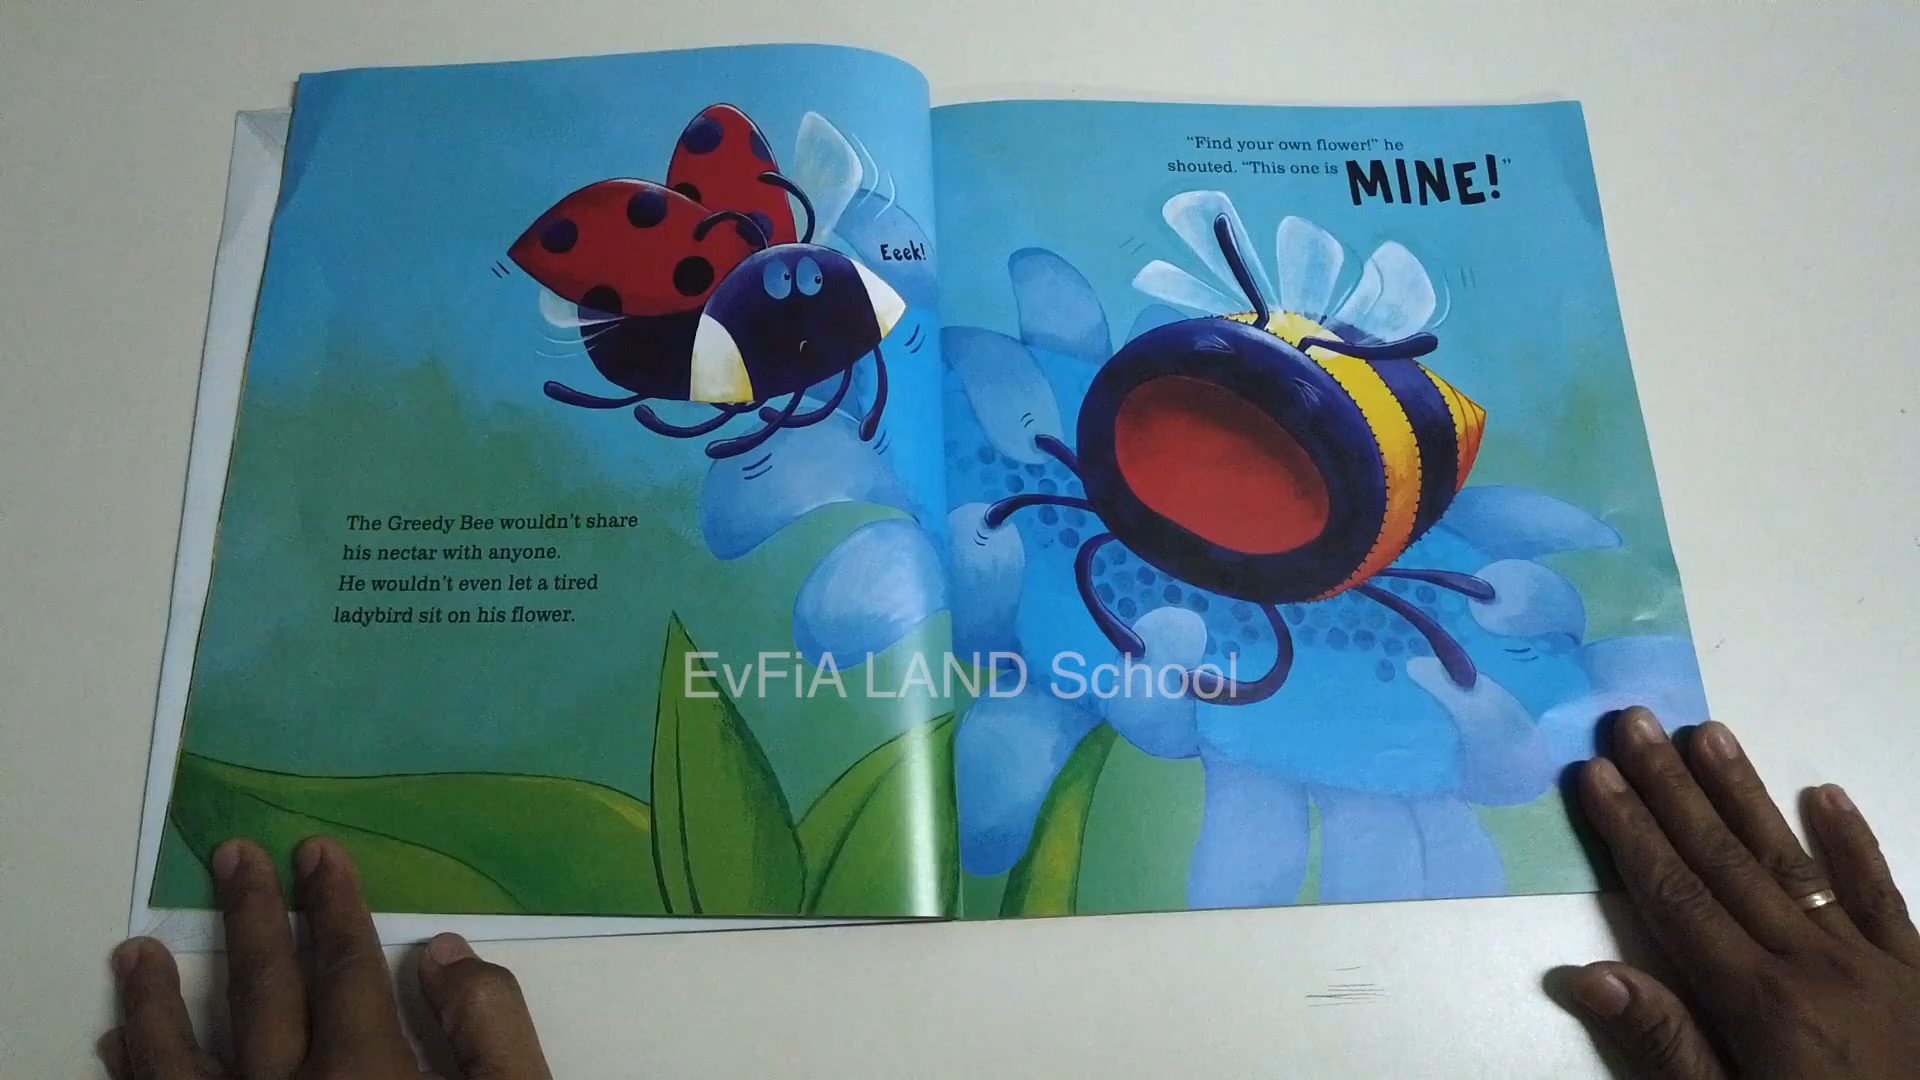 Eeek!
The Greedy Bee wouldn't share
his nectar with anyone.
He wouldn't even let a tired
ladybird sit on his flower.
“Find your own flower!” he
shouted. “This one is MINE!”
EvFiA LAND School